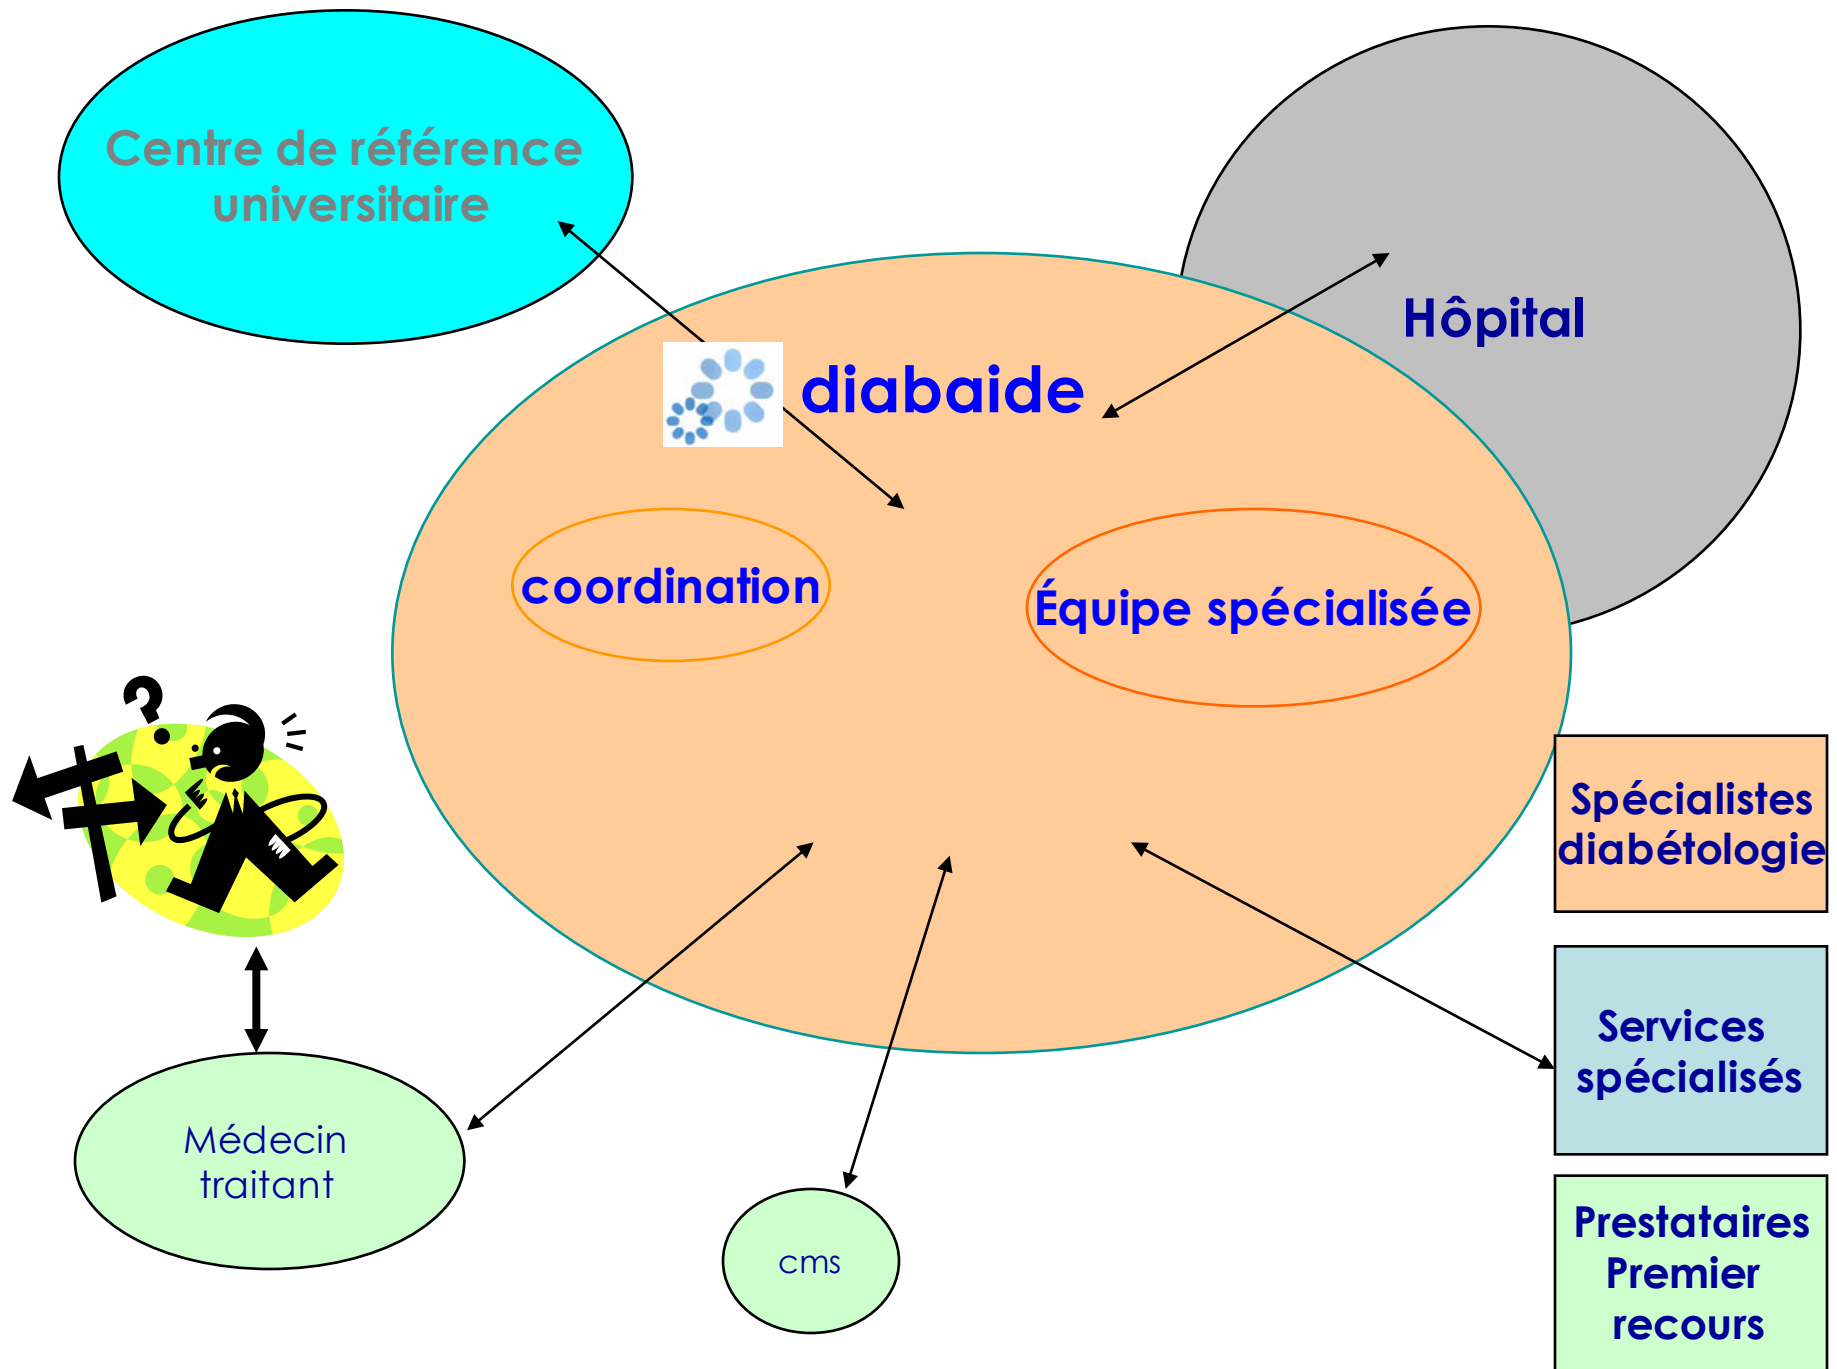 Centre de référence
universitaire
Hôpital
diabaide
coordination
Équipe spécialisée
?
Spécialistes
diabétologie
Services
spécialisés
Médecin
traitant
cms
Prestataires
Premier
recours